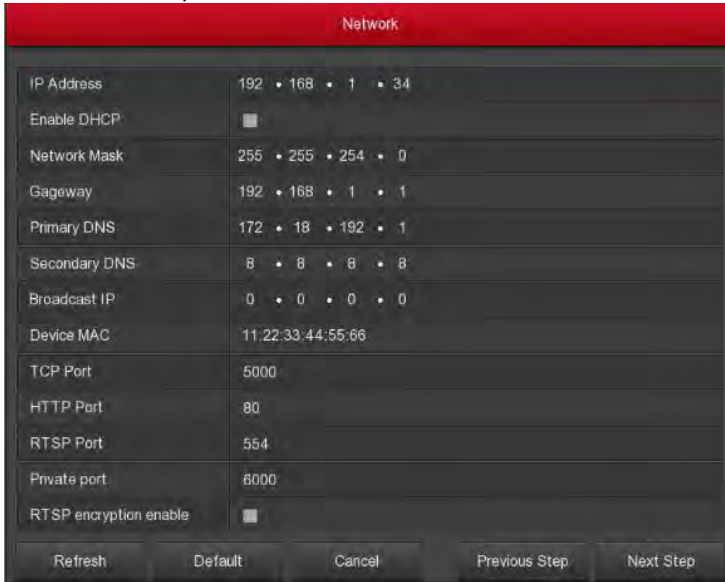 Network
IP Address 192 • 168 • 1 • 34
Enable DHCP
Network Mask 255 • 255 • 254 • 0
Gageway 192 • 168 • 1 • 1
Primary DNS 172 • 18 • 192 • 1
Secondary DNS 8 • 8 • 8 • 8
Broadcast IP 0 • 0 • 0 • 0
Device MAC 11:22:33:44:55:66
TCP Port 5000
HTTP Port 80
RTSP Port 554
Private port 6000
RTSP encryption enable
Refresh Default Cancel Previous Step Next Step